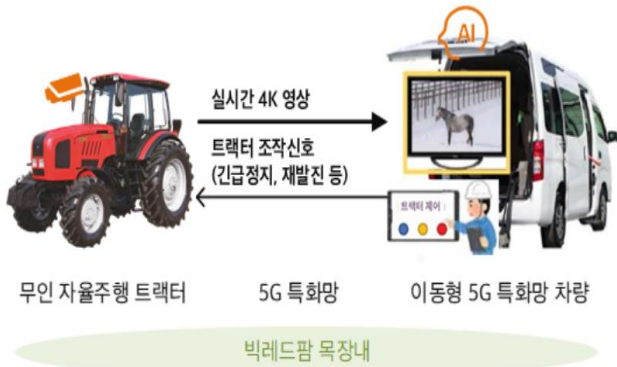 AI
실시간 4K 영상
트랙터 조작신호
(긴급정지, 재발진 등)
트랙터 제어 :
무인 자율주행 트랙터
5G 특화망
이동형 5G 특화망 차량
빅레드팜 목장내